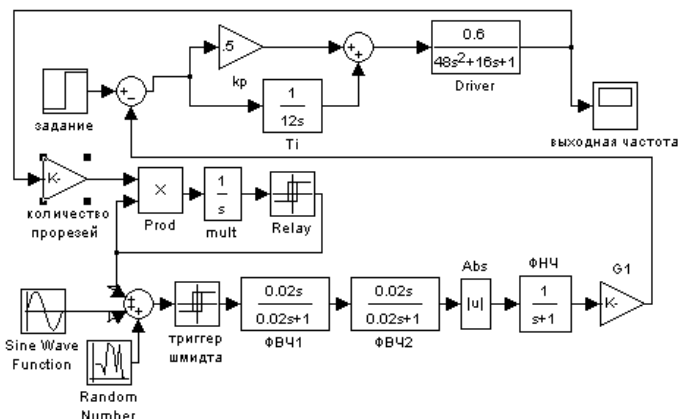 .5
kp
0.6
48s²+16s+1
Driver
задание
1
12s
Ti
выходная частота
K-
количество
прорезей
Prod
1
s
mult
Relay
Sine Wave
Function
Random
Number
триггер
шмидта
0.02s
0.02s+1
ФВЧ1
0.02s
0.02s+1
ФВЧ2
Abs
|u|
ФНЧ
1
s+1
G1
K-